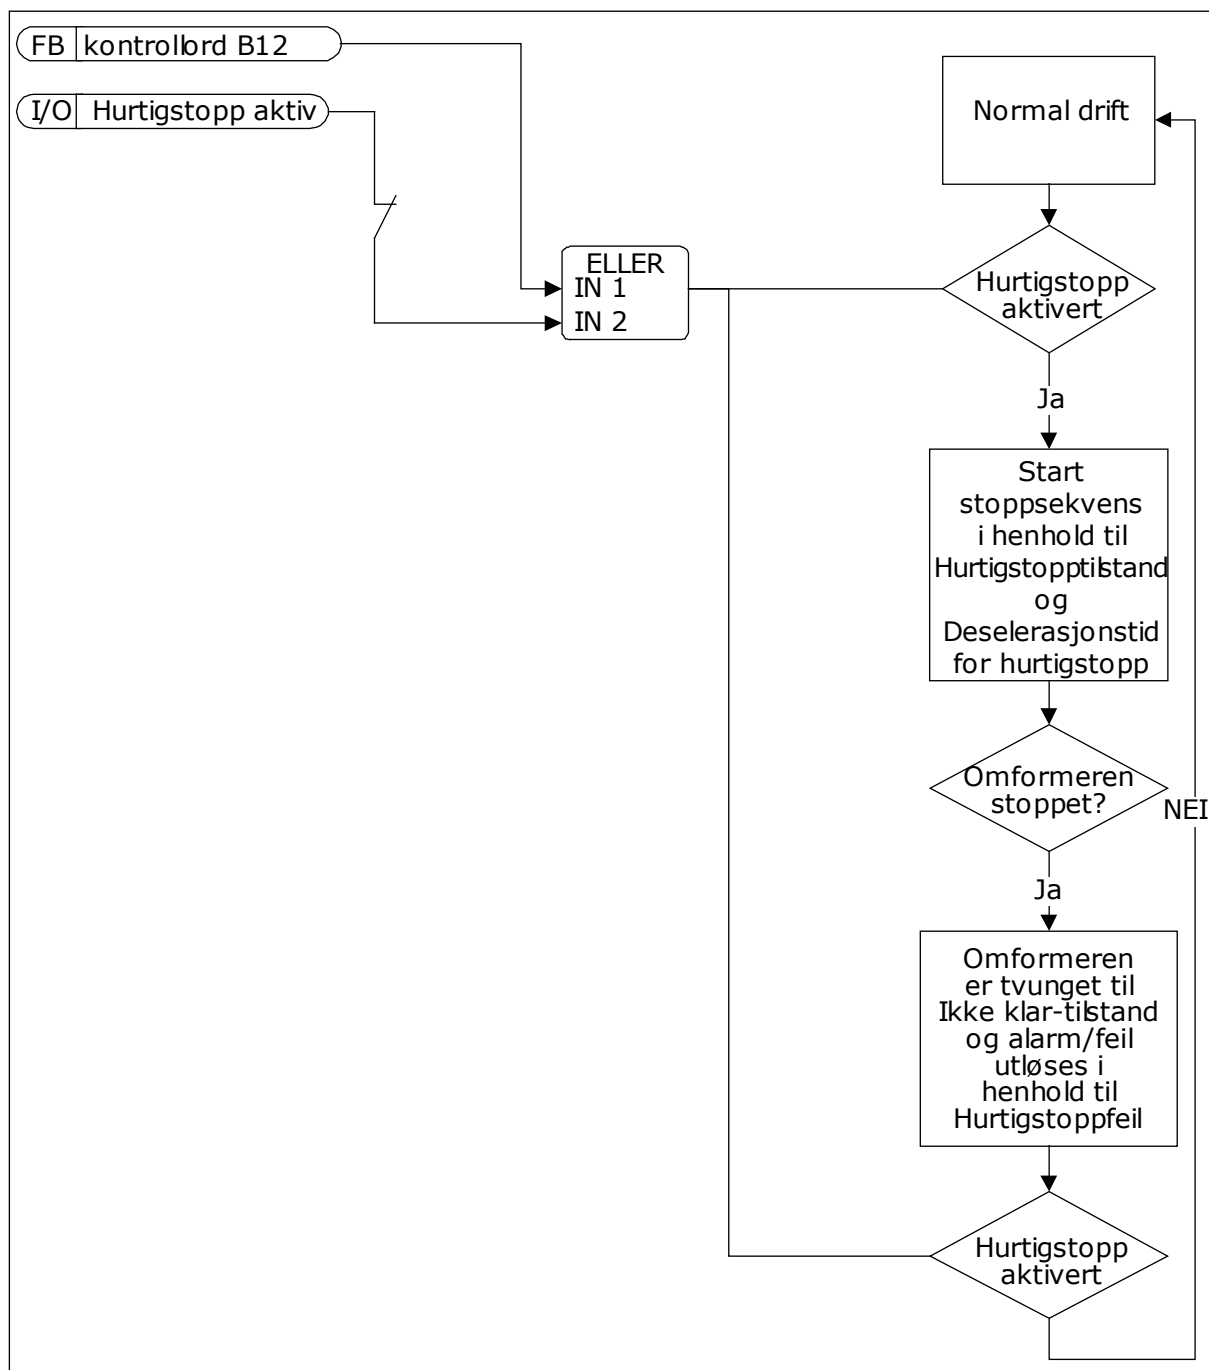 FB kontrollord B12
I/O Hurtigstopp aktiv
ELLER
IN 1
IN 2
Normal drift
Hurtigstopp
aktivert
Ja
Start
stoppsekvens
i henhold til
Hurtigstopptilstand
og
Deselerasjonstid
for hurtigstopp
Omformeren
stoppet?
NEI
Ja
Omformeren
er tvunget til
Ikke klar-tilstand
og alarm/feil
utløses i
henhold til
Hurtigstoppfeil
Hurtigstopp
aktivert